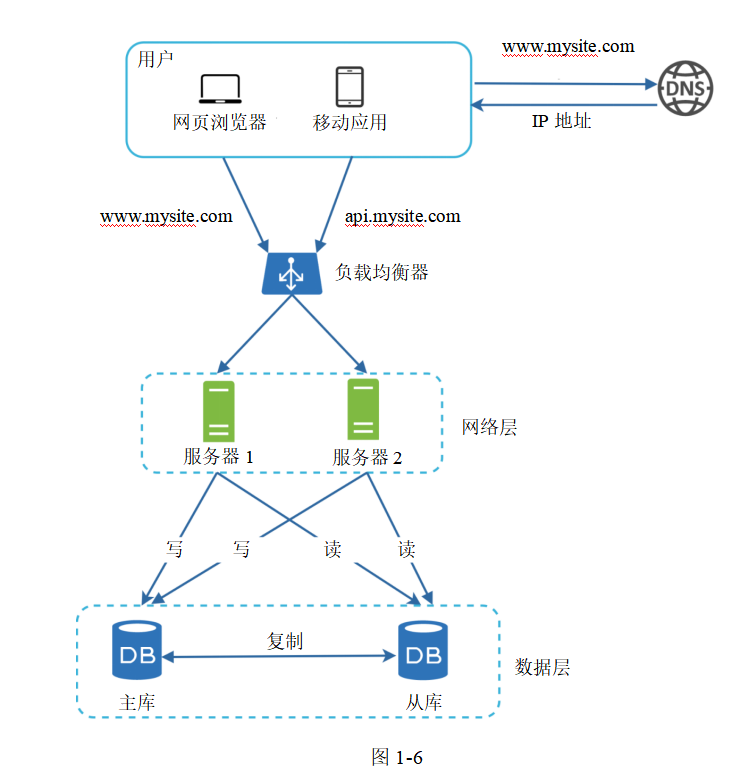 www.mysite.com
用户
DNS
网页浏览器
移动应用
IP 地址
www.mysite.com
api.mysite.com
负载均衡器
网络层
服务器 1
服务器 2
写
写
读
读
复制
DB
DB
数据层
主库
从库
图 1-6